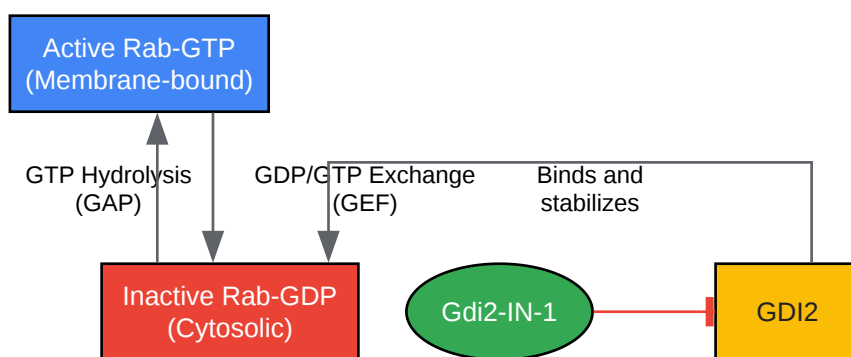 Active Rab-GTP
(Membrane-bound)
GTP Hydrolysis
(GAP)
GDP/GTP Exchange
(GEF)
Binds and
stabilizes
Inactive Rab-GDP
(Cytosolic)
Gdi2-IN-1
GDI2